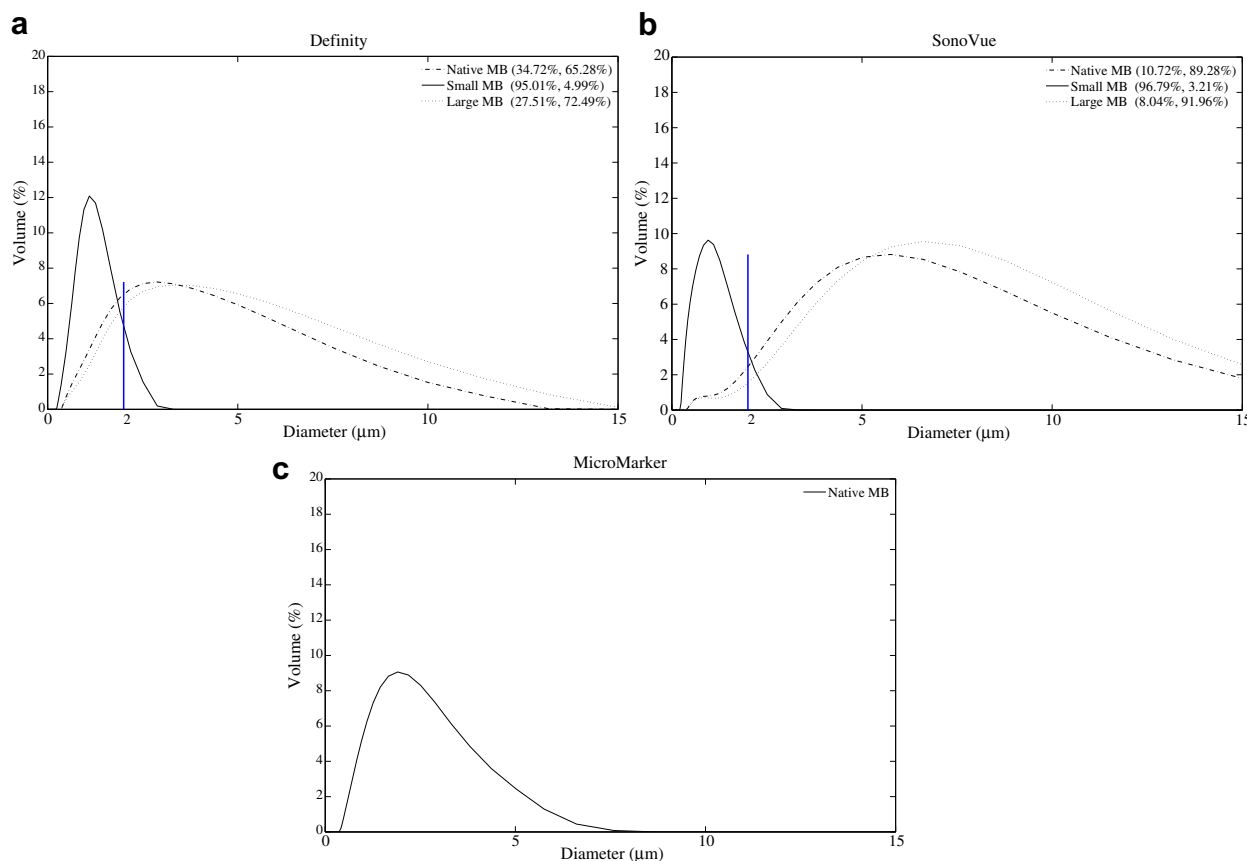 a
Definity
20
18
16
14
12
10
8
6
4
2
0
Volume (%)
Native MB (34.72%, 65.28%)
Small MB (95.01%, 4.99%)
Large MB (27.51%, 72.49%)
0 2 5 10 15
Diameter (μm)
b
SonoVue
20
18
16
14
12
10
8
6
4
2
0
Volume (%)
Native MB (10.72%, 89.28%)
Small MB (96.79%, 3.21%)
Large MB (8.04%, 91.96%)
0 2 5 10 15
Diameter (μm)
c
MicroMarker
20
18
16
14
12
10
8
6
4
2
0
Volume (%)
Native MB
0 5 10 15
Diameter (μm)